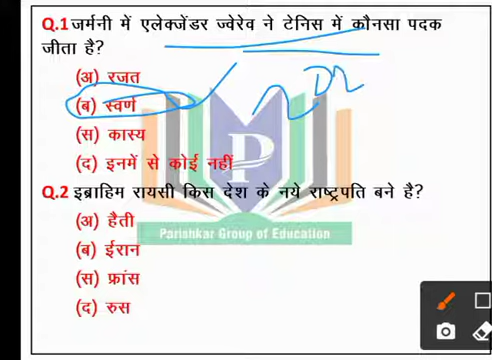 Q.1 जर्मनी में एलेक्जेंडर ज्वेरेव ने टेनिस में कौनसा पदक
जीता है?
(अ) रजत
(ब) स्वर्ण
(स) कास्य
(द) इनमें से कोई नहीं
Q.2 इब्राहिम रायसी किस देश के नये राष्ट्रपति बने है?
(अ) हैती
(ब) ईरान
(स) फ्रांस
(द) रुस
P
Parishkar Group of Education